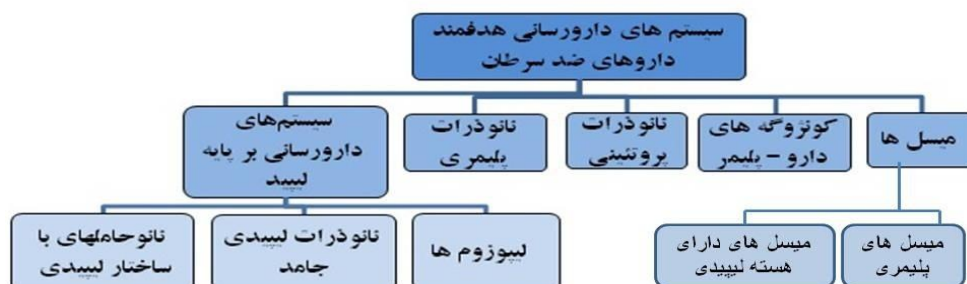 سیستم های دارورسانی هدفمند
داروهای ضد سرطان
میسل ها
کونژوگه های
دارو – پلیمر
نانوذرات
پروتئینی
نانوذرات
پلیمری
سیستم‌های
دارورسانی بر پایه
لیپید
میسل های
پلیمری
میسل های دارای
هسته لیپیدی
لیپوزوم ها
نانوذرات لیپیدی
جامد
نانوحاملهای با
ساختار لیپیدی